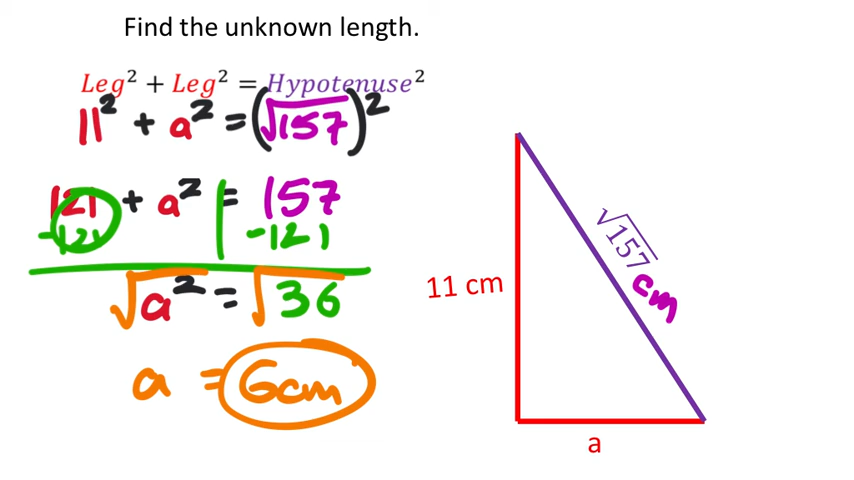 Find the unknown length.
Leg² + Leg² = Hypotenuse²
11² + a² = (√157)²
121 + a² = 157
-121 -121
√a² = √36
a = 6cm
√157 cm
11 cm
a